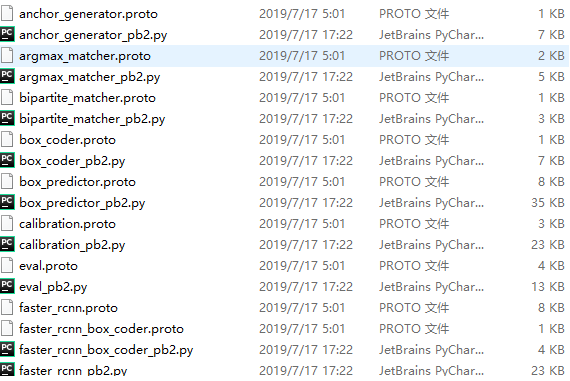 anchor_generator.proto 2019/7/17 5:01 PROTO 文件 1 KB
PC anchor_generator_pb2.py 2019/7/17 17:22 JetBrains PyChar... 7 KB
argmax_matcher.proto 2019/7/17 5:01 PROTO 文件 2 KB
PC argmax_matcher_pb2.py 2019/7/17 17:22 JetBrains PyChar... 5 KB
bipartite_matcher.proto 2019/7/17 5:01 PROTO 文件 1 KB
PC bipartite_matcher_pb2.py 2019/7/17 17:22 JetBrains PyChar... 3 KB
box_coder.proto 2019/7/17 5:01 PROTO 文件 1 KB
PC box_coder_pb2.py 2019/7/17 17:22 JetBrains PyChar... 7 KB
box_predictor.proto 2019/7/17 5:01 PROTO 文件 8 KB
PC box_predictor_pb2.py 2019/7/17 17:22 JetBrains PyChar... 35 KB
calibration.proto 2019/7/17 5:01 PROTO 文件 3 KB
PC calibration_pb2.py 2019/7/17 17:22 JetBrains PyChar... 23 KB
eval.proto 2019/7/17 5:01 PROTO 文件 4 KB
PC eval_pb2.py 2019/7/17 17:22 JetBrains PyChar... 13 KB
faster_rcnn.proto 2019/7/17 5:01 PROTO 文件 8 KB
faster_rcnn_box_coder.proto 2019/7/17 5:01 PROTO 文件 1 KB
PC faster_rcnn_box_coder_pb2.py 2019/7/17 17:22 JetBrains PyChar... 4 KB
PC faster_rcnn_pb2.py 2019/7/17 17:22 JetBrains PyChar... 23 KB